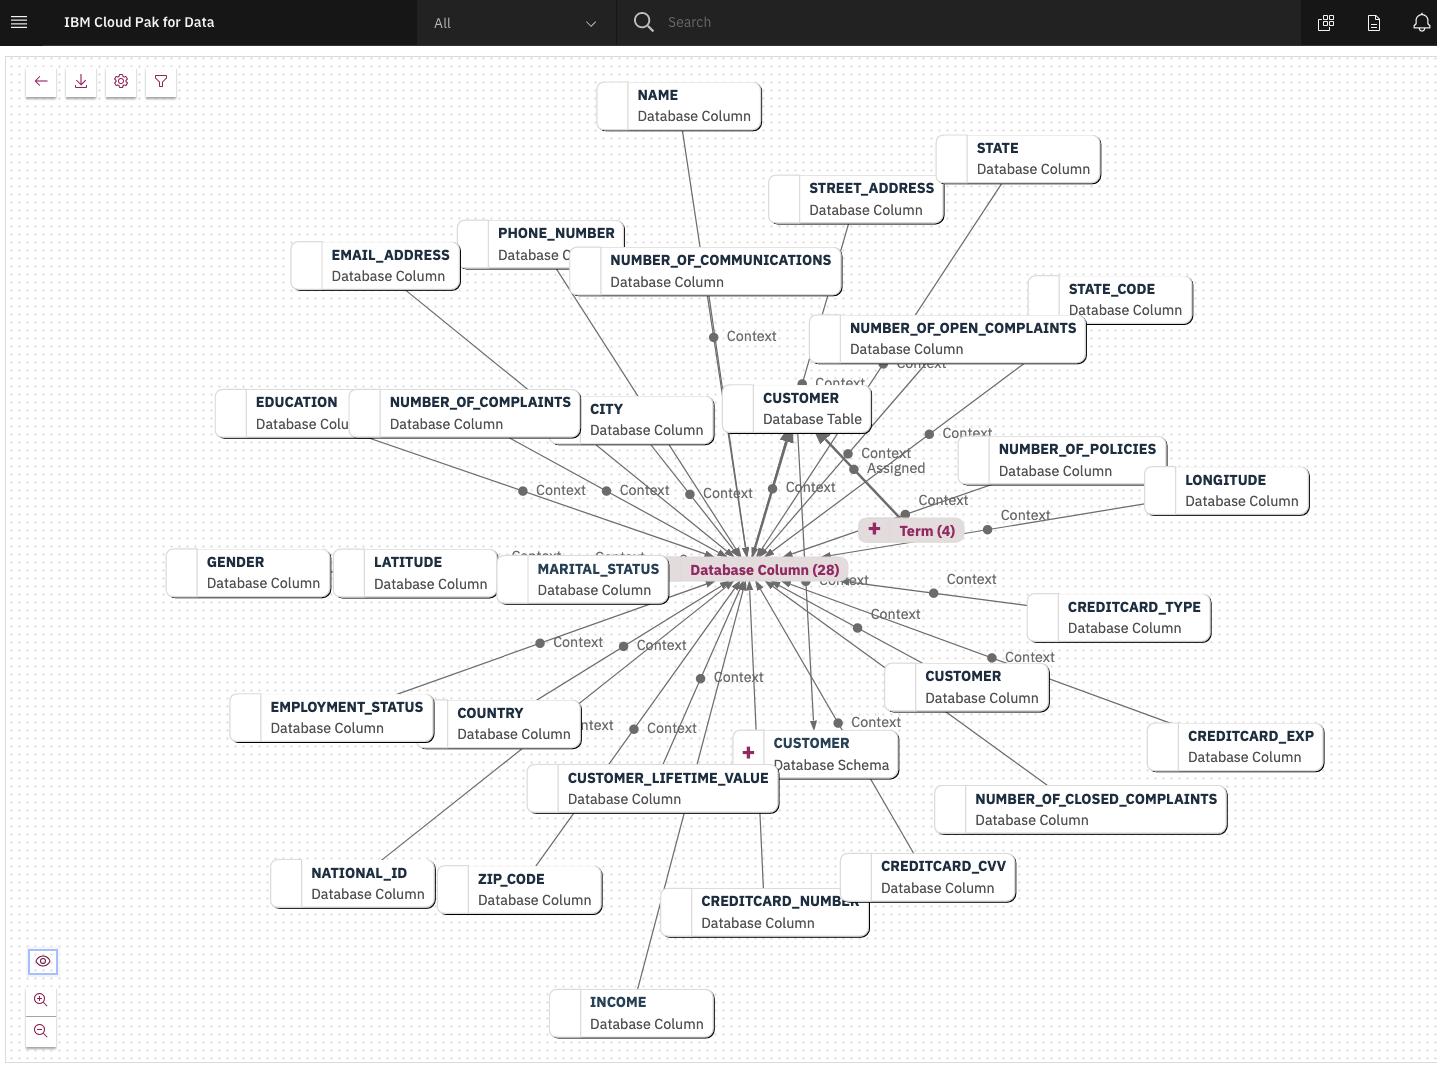 IBM Cloud Pak for Data
All
Search
NAME
Database Column
STATE
Database Column
STREET_ADDRESS
Database Column
PHONE_NUMBER
Database C
EMAIL_ADDRESS
Database Column
NUMBER_OF_COMMUNICATIONS
Database Column
STATE_CODE
Database Column
NUMBER_OF_OPEN_COMPLAINTS
Database Column
Context
Context
Context
CUSTOMER
Database Table
EDUCATION
Database Colu
NUMBER_OF_COMPLAINTS
Database Column
CITY
Database Column
Context
Context
Assigned
NUMBER_OF_POLICIES
Database Column
LONGITUDE
Database Column
Context
Context
Context
Context
Context
Context
Term (4)
GENDER
Database Column
LATITUDE
Database Column
MARITAL_STATUS
Database Column
Context
Context
Database Column (28)
Context
Context
CREDITCARD_TYPE
Database Column
Context
Context
Context
Context
Context
CUSTOMER
Database Column
EMPLOYMENT_STATUS
Database Column
COUNTRY
Database Column
ntext
Context
Context
CREDITCARD_EXP
Database Column
CUSTOMER
Database Schema
CUSTOMER_LIFETIME_VALUE
Database Column
NUMBER_OF_CLOSED_COMPLAINTS
Database Column
NATIONAL_ID
Database Column
ZIP_CODE
Database Column
CREDITCARD_CVV
Database Column
CREDITCARD_NUMBER
Database Column
INCOME
Database Column